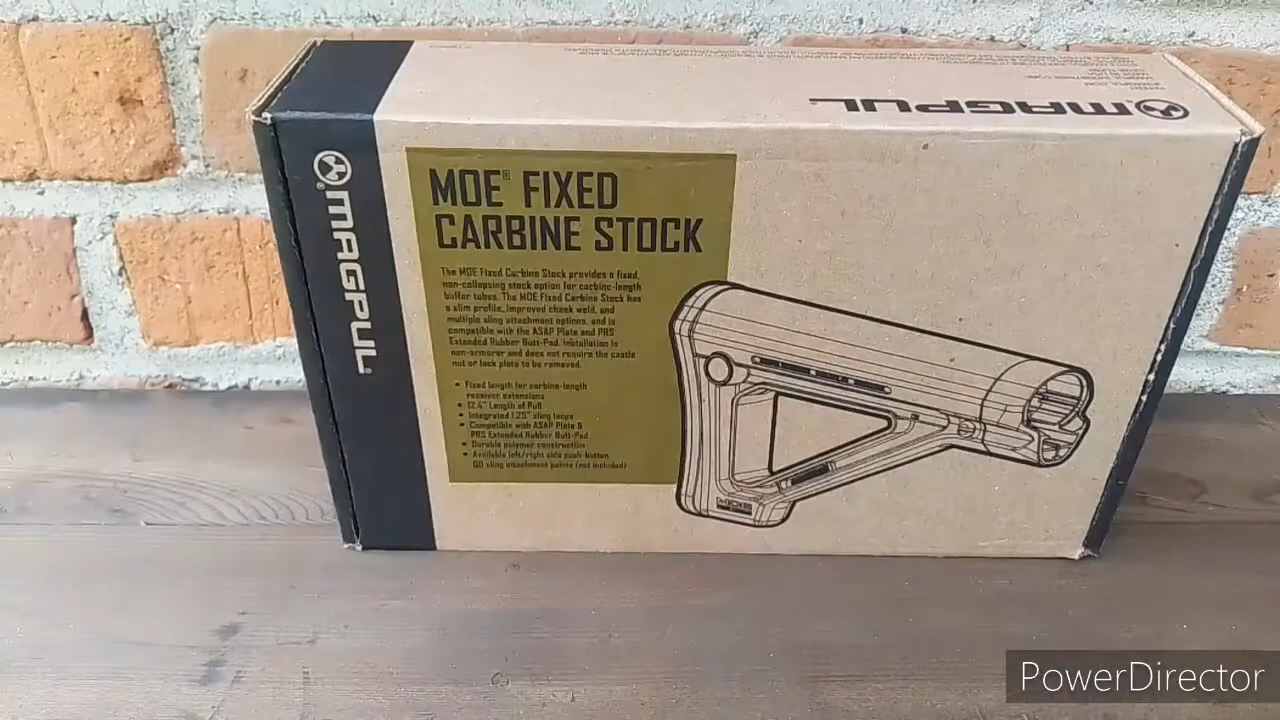 MAGPUL
MAGPUL
MOE® FIXED
CARBINE STOCK
The MOE Fixed Carbine Stock provides a fixed,
non-collapsing stock option for carbine-length
buffer tubes. The MOE Fixed Carbine Stock has
a slim profile, improved cheek weld, and
multiple sling attachment options, and is
compatible with the ASAP Plate and PRS
Extended Rubber Butt-Pad. Installation is
non-armorer and does not require the castle
nut or lock plate to be removed.
• Fixed length for carbine-length
receiver extensions
• 12.4" Length of Pull
• Integrated 1.25" sling loops
• Compatible with ASAP Plate &
PRS Extended Rubber Butt-Pad
• Durable polymer construction
• Available left/right side push-button
QD sling attachment points (not included)
MOE
PowerDirector